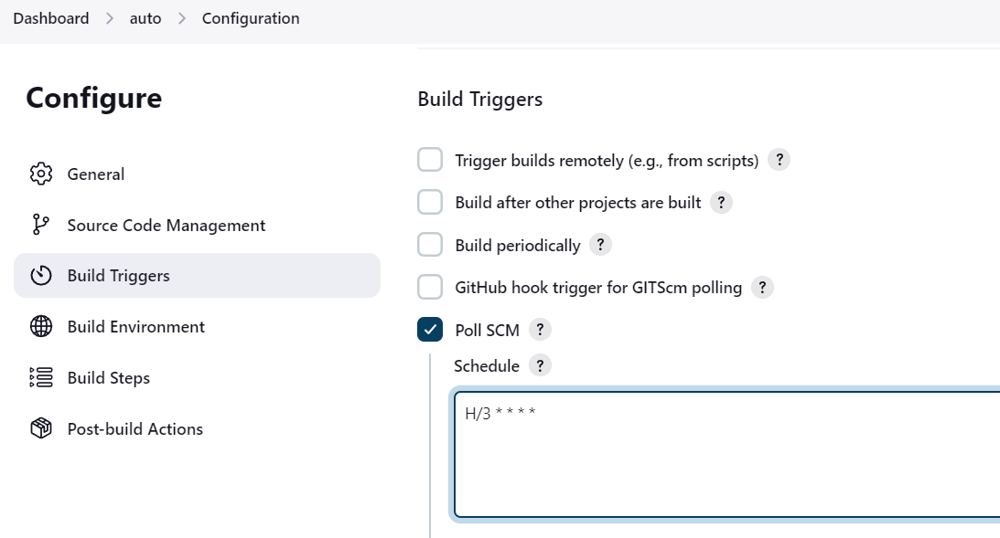 Dashboard > auto > Configuration
Configure
General
Source Code Management
Build Triggers
Build Environment
Build Steps
Post-build Actions
Build Triggers
Trigger builds remotely (e.g., from scripts) ?
Build after other projects are built ?
Build periodically ?
GitHub hook trigger for GITScm polling ?
Poll SCM ?
Schedule ?
H/3 * * * *